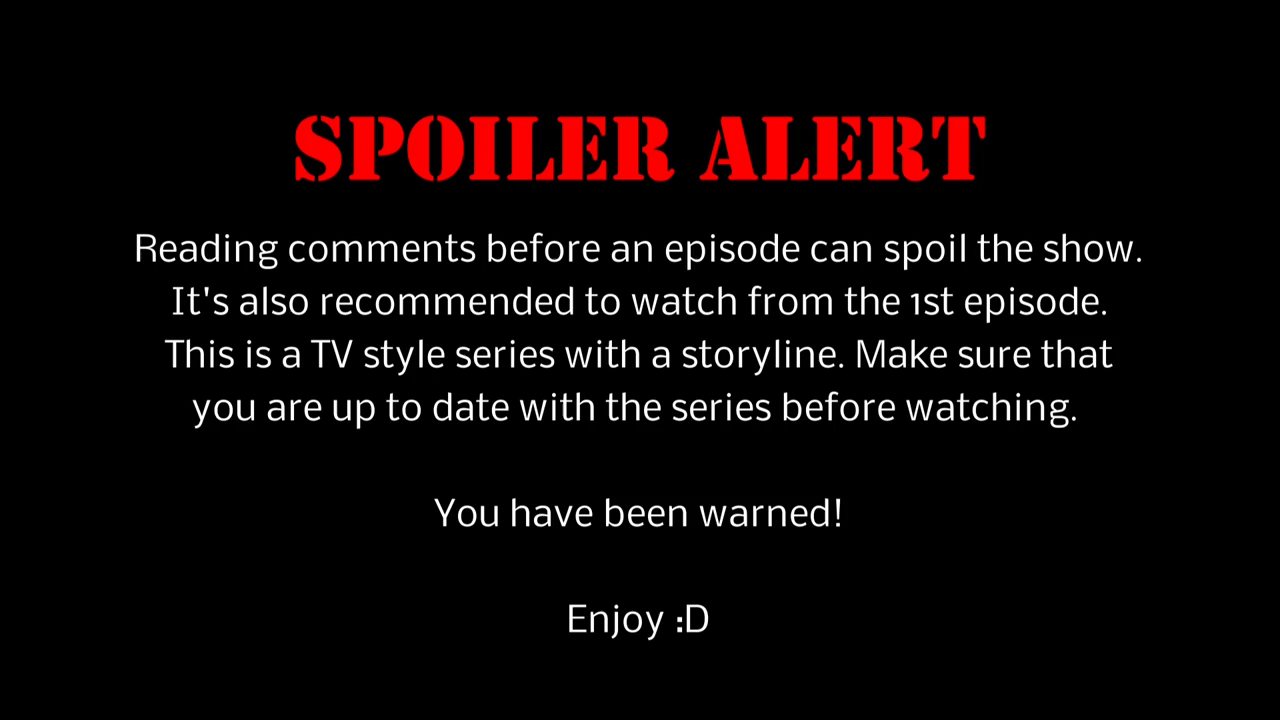 SPOILER ALERT
Reading comments before an episode can spoil the show.
It's also recommended to watch from the 1st episode.
This is a TV style series with a storyline. Make sure that
you are up to date with the series before watching.
You have been warned!
Enjoy :D